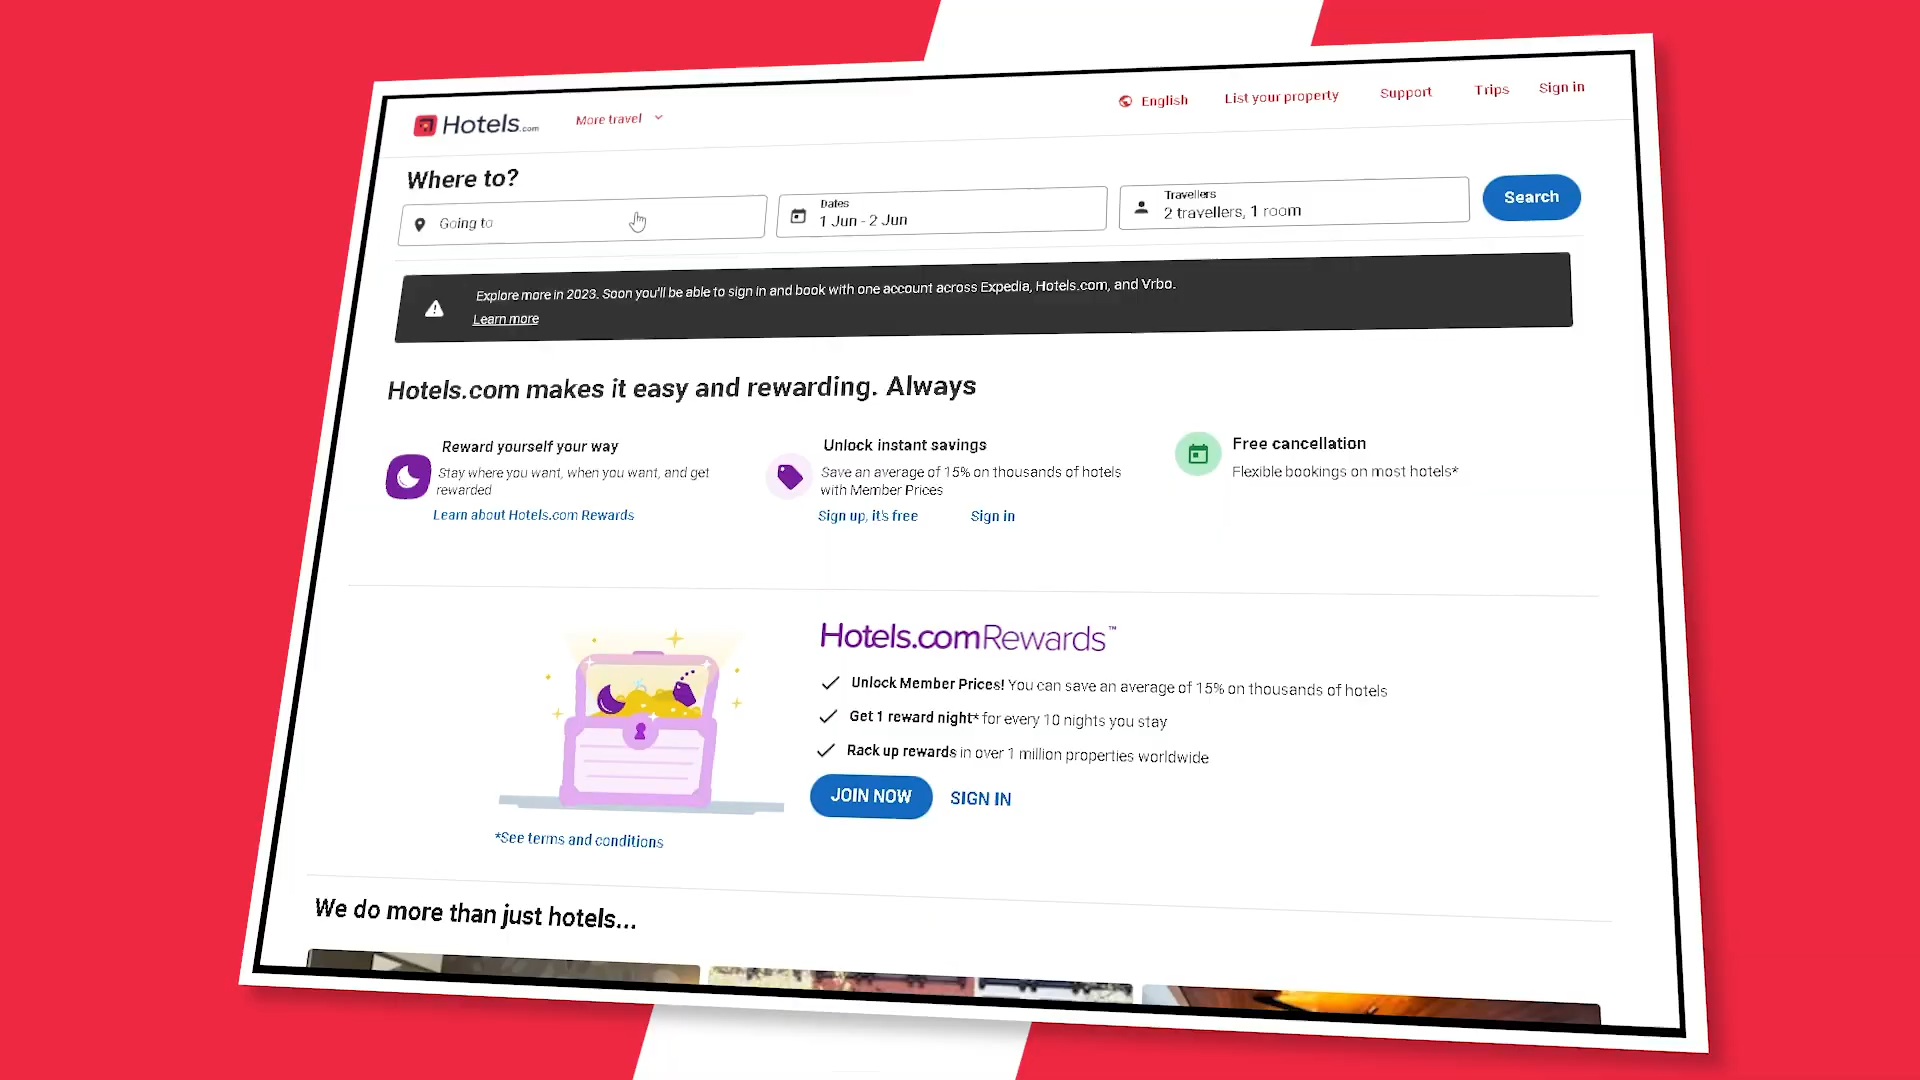 Hotels.com
More travel
English
List your property
Support
Trips
Sign in
Where to?
Going to
Dates
1 Jun - 2 Jun
Travellers
2 travellers, 1 room
Search
Explore more in 2023. Soon you'll be able to sign in and book with one account across Expedia, Hotels.com, and Vrbo.
Learn more
Hotels.com makes it easy and rewarding. Always
Reward yourself your way
Stay where you want, when you want, and get
rewarded
Learn about Hotels.com Rewards
Unlock instant savings
Save an average of 15% on thousands of hotels
with Member Prices
Sign up, it's free
Sign in
Free cancellation
Flexible bookings on most hotels*
Hotels.comRewards™
Unlock Member Prices! You can save an average of 15% on thousands of hotels
Get 1 reward night* for every 10 nights you stay
Rack up rewards in over 1 million properties worldwide
JOIN NOW
SIGN IN
*See terms and conditions
We do more than just hotels...